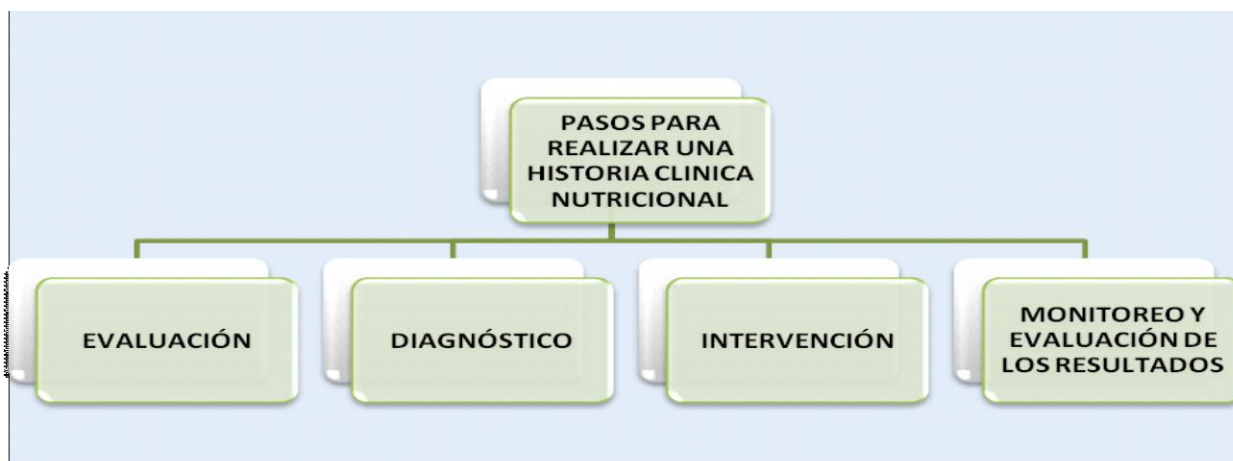 PASOS PARA
REALIZAR UNA
HISTORIA CLINICA
NUTRICIONAL
EVALUACIÓN
DIAGNÓSTICO
INTERVENCIÓN
MONITOREO Y
EVALUACIÓN DE
LOS RESULTADOS